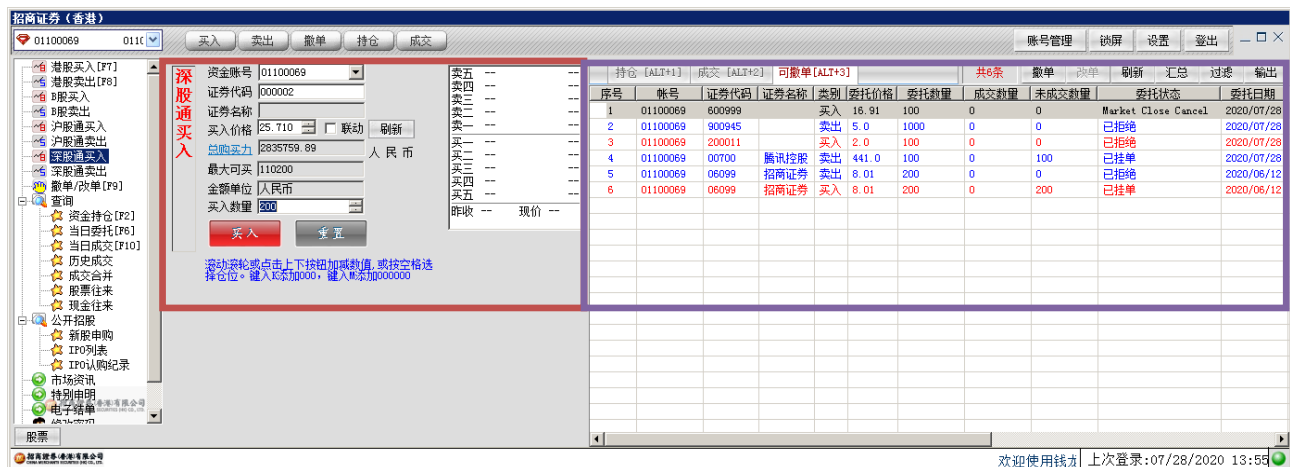 招商证券（香港）
01100069 011(
买入 卖出 撤单 持仓 成交
账号管理 锁屏 设置 登出
港股买入[F7]
港股卖出[F8]
B股买入
B股卖出
沪股通买入
沪股通卖出
深股通买入
深股通卖出
撤单/改单[F9]
查询
资金持仓[F2]
当日委托[F6]
当日成交[F10]
历史成交
成交合并
股票往来
现金往来
公开招股
新股申购
IPO列表
IPO认购纪录
市场资讯
特别申明
电子结单
股票
深股通买入
资金账号 01100069
证券代码 000002
证券名称
买入价格 25.710 联动 刷新
总购买力 2835759.89 人民币
最大可买 110200
金额单位 人民币
买入数量 200
买入 重置
滚动滚轮或点击上下按钮加减数值,或按空格选
择仓位。键入K添加000，键入M添加000000
卖五 -- --
卖四 -- --
卖三 -- --
卖二 -- --
卖一 -- --
买一 -- --
买二 -- --
买三 -- --
买四 -- --
买五 -- --
昨收 -- 现价 --
持仓 [ALT+1] 成交 [ALT+2] 可撤单[ALT+3] 共6条 撤单 改单 刷新 汇总 过滤 输出
序号 帐号 证券代码 证券名称 类别 委托价格 委托数量 成交数量 未成交数量 委托状态 委托日期
1 01100069 600999 买入 16.91 100 0 0 Market Close Cancel 2020/07/28
2 01100069 900945 卖出 5.0 1000 0 0 已拒绝 2020/07/28
3 01100069 200011 买入 2.0 100 0 0 已拒绝 2020/07/28
4 01100069 00700 腾讯控股 卖出 441.0 100 0 100 已挂单 2020/07/28
5 01100069 06099 招商证券 卖出 8.01 200 0 0 已拒绝 2020/06/12
6 01100069 06099 招商证券 买入 8.01 200 0 200 已挂单 2020/06/12
招商證券(香港)有限公司
欢迎使用钱 上次登录:07/28/2020 13:55